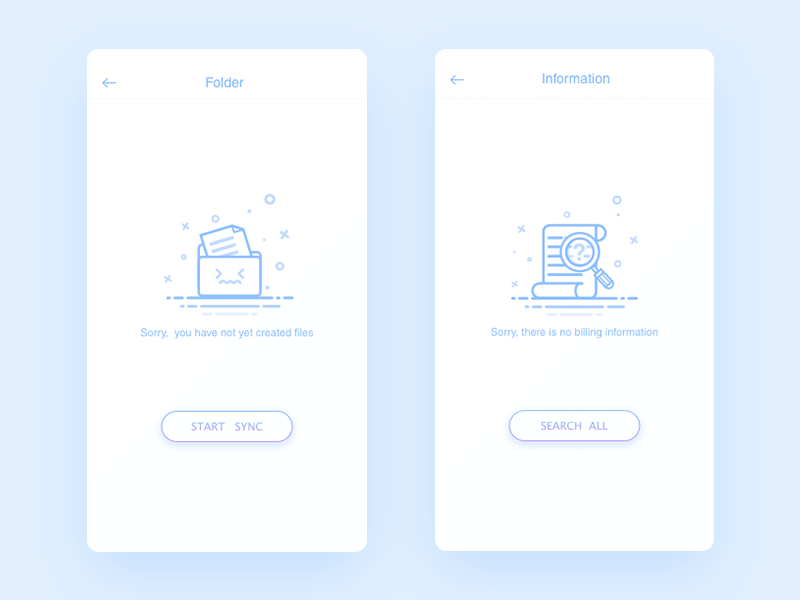 Folder
Sorry, you have not yet created files
START SYNC
Information
?
Sorry, there is no billing information
SEARCH ALL